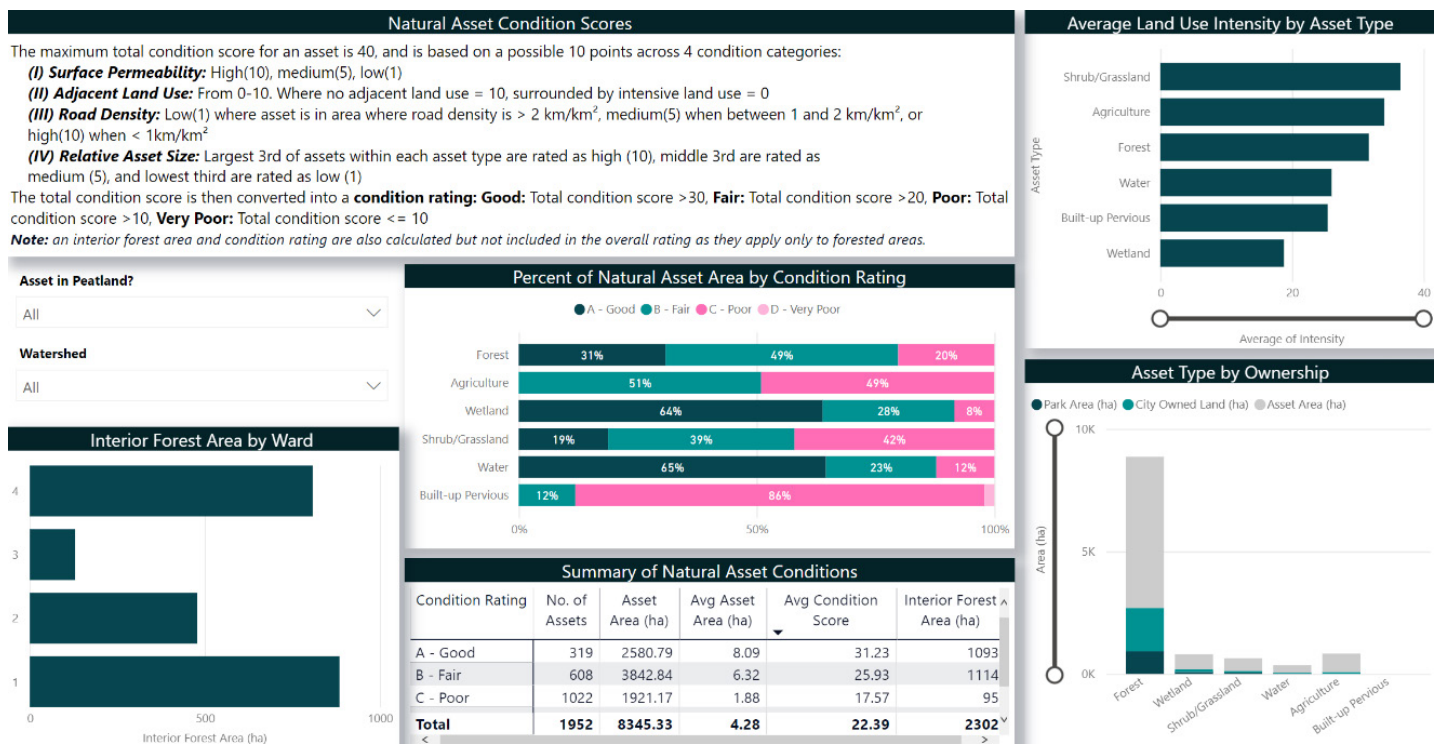 Natural Asset Condition Scores
The maximum total condition score for an asset is 40, and is based on a possible 10 points across 4 condition categories:
(I) Surface Permeability: High(10), medium(5), low(1)
(II) Adjacent Land Use: From 0-10. Where no adjacent land use = 10, surrounded by intensive land use = 0
(III) Road Density: Low(1) where asset is in area where road density is > 2 km/km², medium(5) when between 1 and 2 km/km², or
high(10) when < 1km/km²
(IV) Relative Asset Size: Largest 3rd of assets within each asset type are rated as high (10), middle 3rd are rated as
medium (5), and lowest third are rated as low (1)
The total condition score is then converted into a condition rating: Good: Total condition score >30, Fair: Total condition score >20, Poor: Total
condition score >10, Very Poor: Total condition score <= 10
Note: an interior forest area and condition rating are also calculated but not included in the overall rating as they apply only to forested areas.
Average Land Use Intensity by Asset Type
Asset Type
Shrub/Grassland
Agriculture
Forest
Water
Built-up Pervious
Wetland
0 20 40
Average of Intensity
Asset in Peatland?
All
Watershed
All
Percent of Natural Asset Area by Condition Rating
A - Good B - Fair C - Poor D - Very Poor
Forest 31% 49% 20%
Agriculture 51% 49%
Wetland 64% 28% 8%
Shrub/Grassland 19% 39% 42%
Water 65% 23% 12%
Built-up Pervious 12% 86%
0% 50% 100%
Asset Type by Ownership
Park Area (ha) City Owned Land (ha) Asset Area (ha)
10K
5K
0K
Area (ha)
Forest
Wetland
Shrub/Grassland
Water
Agriculture
Built-up Pervious
Interior Forest Area by Ward
4
3
2
1
0 500 1000
Interior Forest Area (ha)
Summary of Natural Asset Conditions
Condition Rating No. of Asset Avg Asset Avg Condition Interior Forest
Assets Area (ha) Area (ha) Score Area (ha)
A - Good 319 2580.79 8.09 31.23 1093
B - Fair 608 3842.84 6.32 25.93 1114
C - Poor 1022 1921.17 1.88 17.57 95
Total 1952 8345.33 4.28 22.39 2302